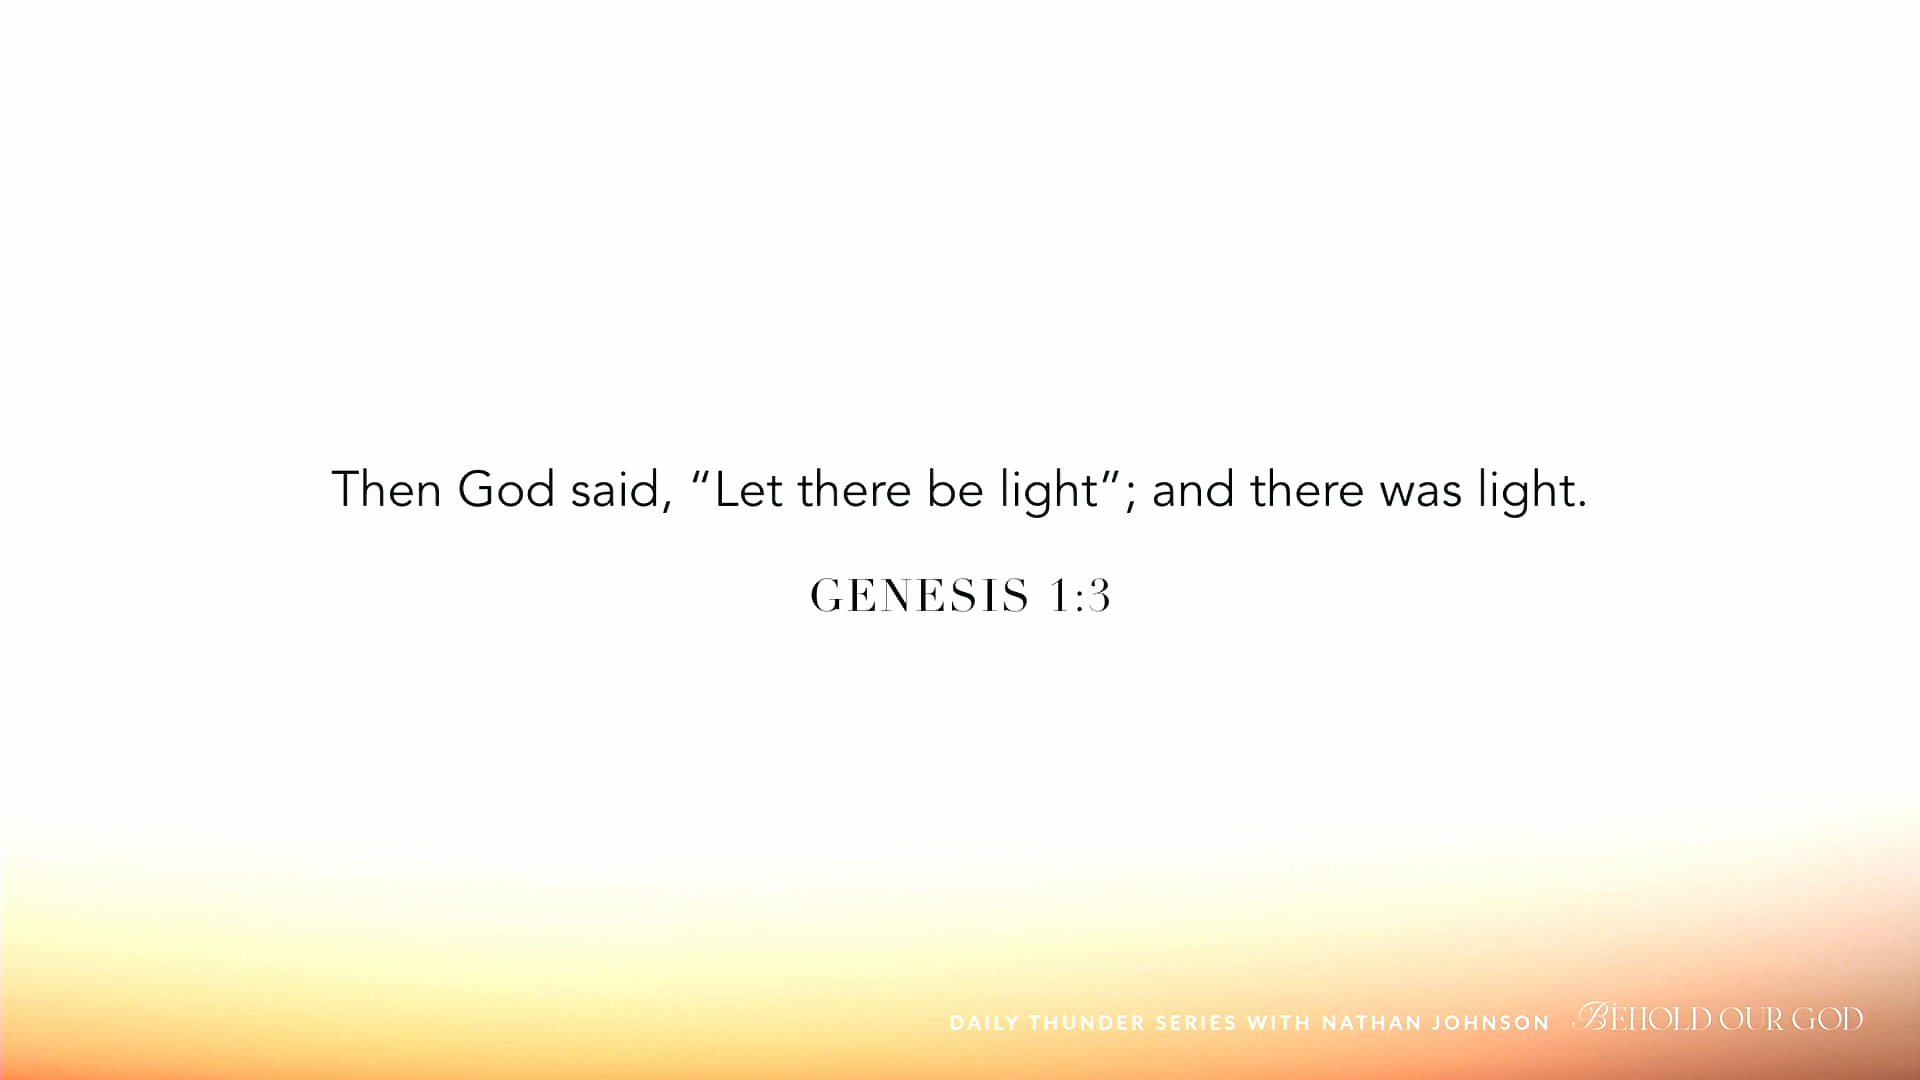 Then God said, “Let there be light”; and there was light.
GENESIS 1:3
DAILY THUNDER SERIES WITH NATHAN JOHNSON BEHOLD OUR GOD